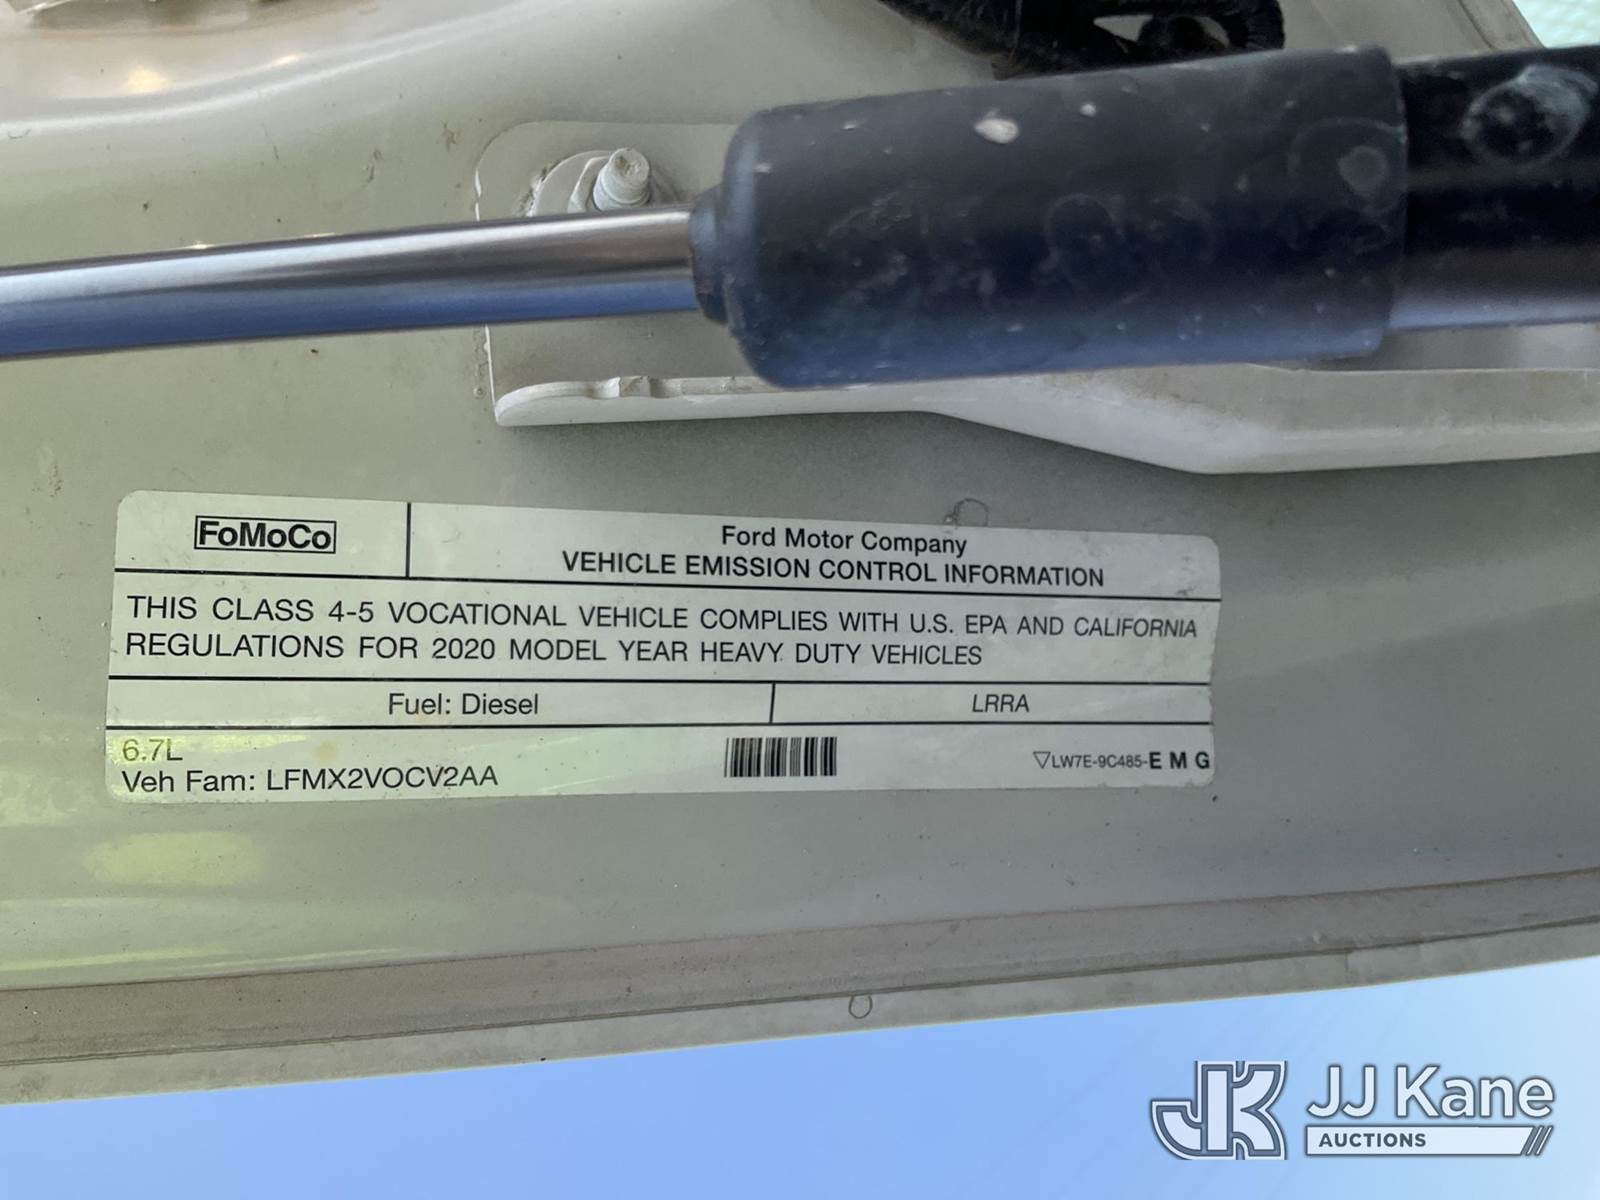 FoMoCo
Ford Motor Company
VEHICLE EMISSION CONTROL INFORMATION
THIS CLASS 4-5 VOCATIONAL VEHICLE COMPLIES WITH U.S. EPA AND CALIFORNIA
REGULATIONS FOR 2020 MODEL YEAR HEAVY DUTY VEHICLES
Fuel: Diesel
LRRA
6.7L
Veh Fam: LFMX2VOCV2AA
LW7E-9C485-E M G
JK JJ Kane
AUCTIONS